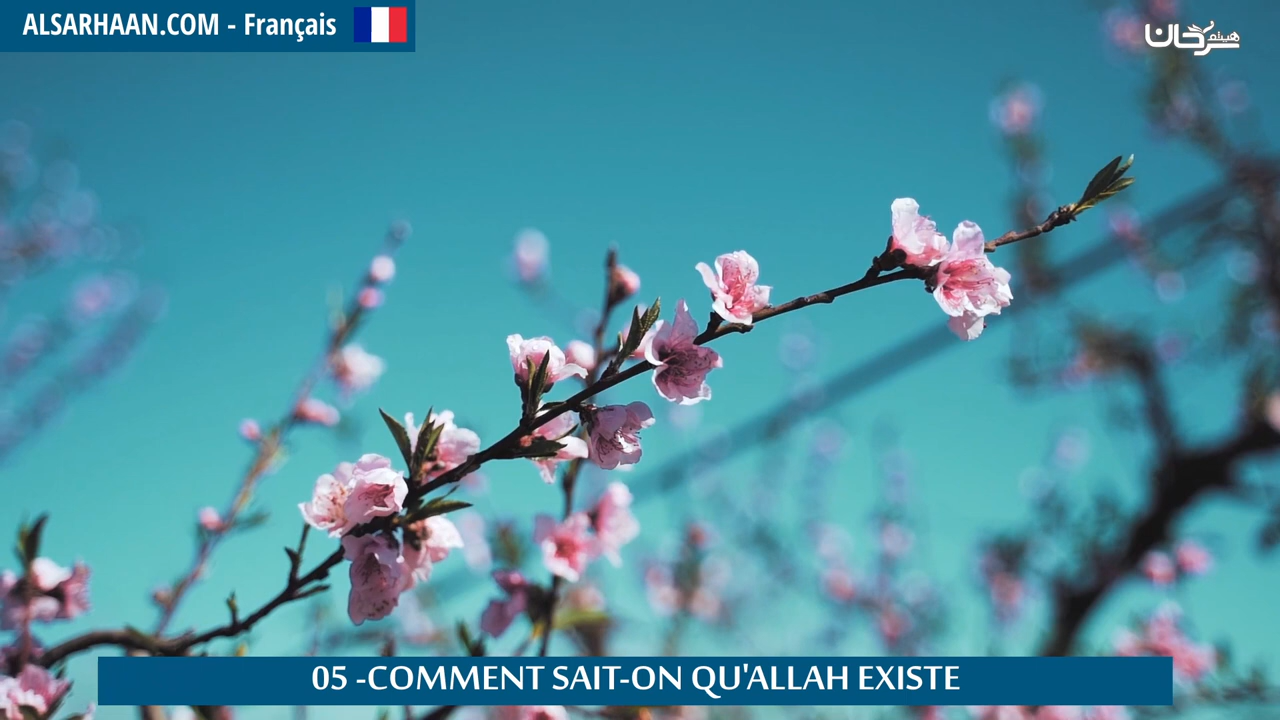 ALSARHAAN.COM - Français
هيثم
سرحان
05 -COMMENT SAIT-ON QU'ALLAH EXISTE